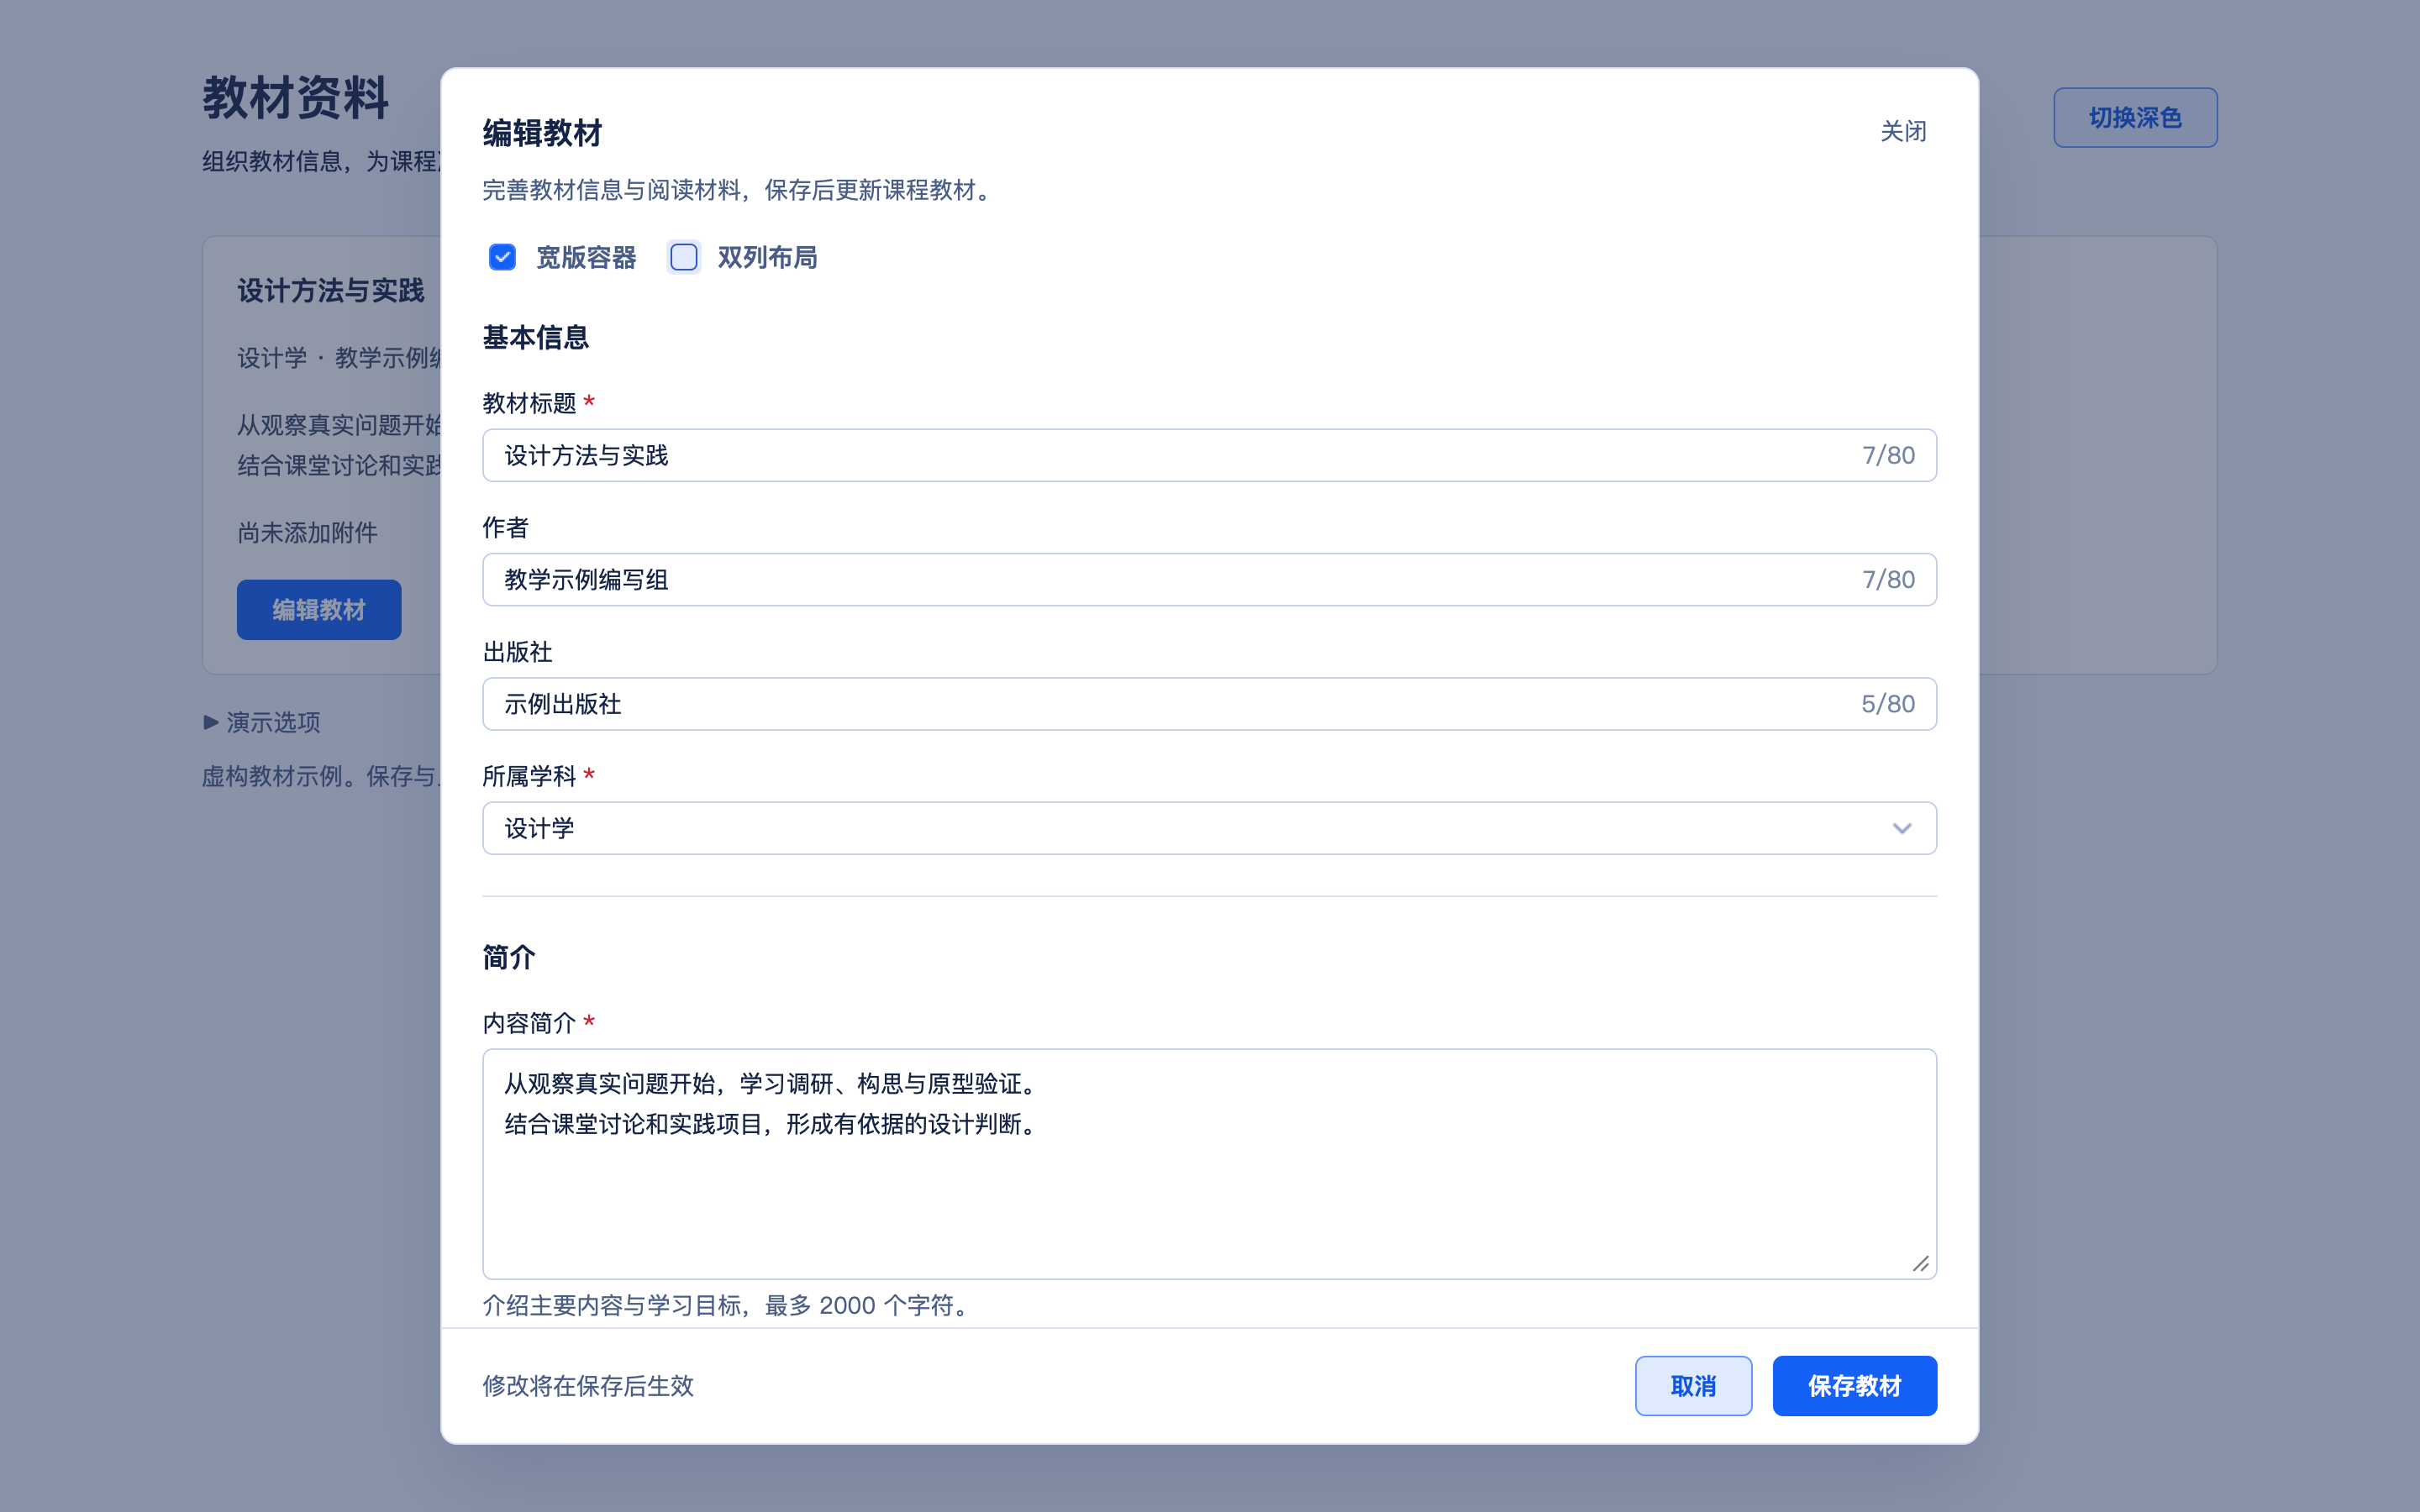 教材资料
组织教材信息，为课程
切换深色
设计方法与实践
设计学 · 教学示例
从观察真实问题开始
结合课堂讨论和实践
尚未添加附件
编辑教材
演示选项
虚构教材示例。保存与
编辑教材
关闭
完善教材信息与阅读材料，保存后更新课程教材。
宽版容器
双列布局
基本信息
教材标题 *
设计方法与实践
7/80
作者
教学示例编写组
7/80
出版社
示例出版社
5/80
所属学科 *
设计学
简介
内容简介 *
从观察真实问题开始，学习调研、构思与原型验证。
结合课堂讨论和实践项目，形成有依据的设计判断。
介绍主要内容与学习目标，最多 2000 个字符。
修改将在保存后生效
取消
保存教材